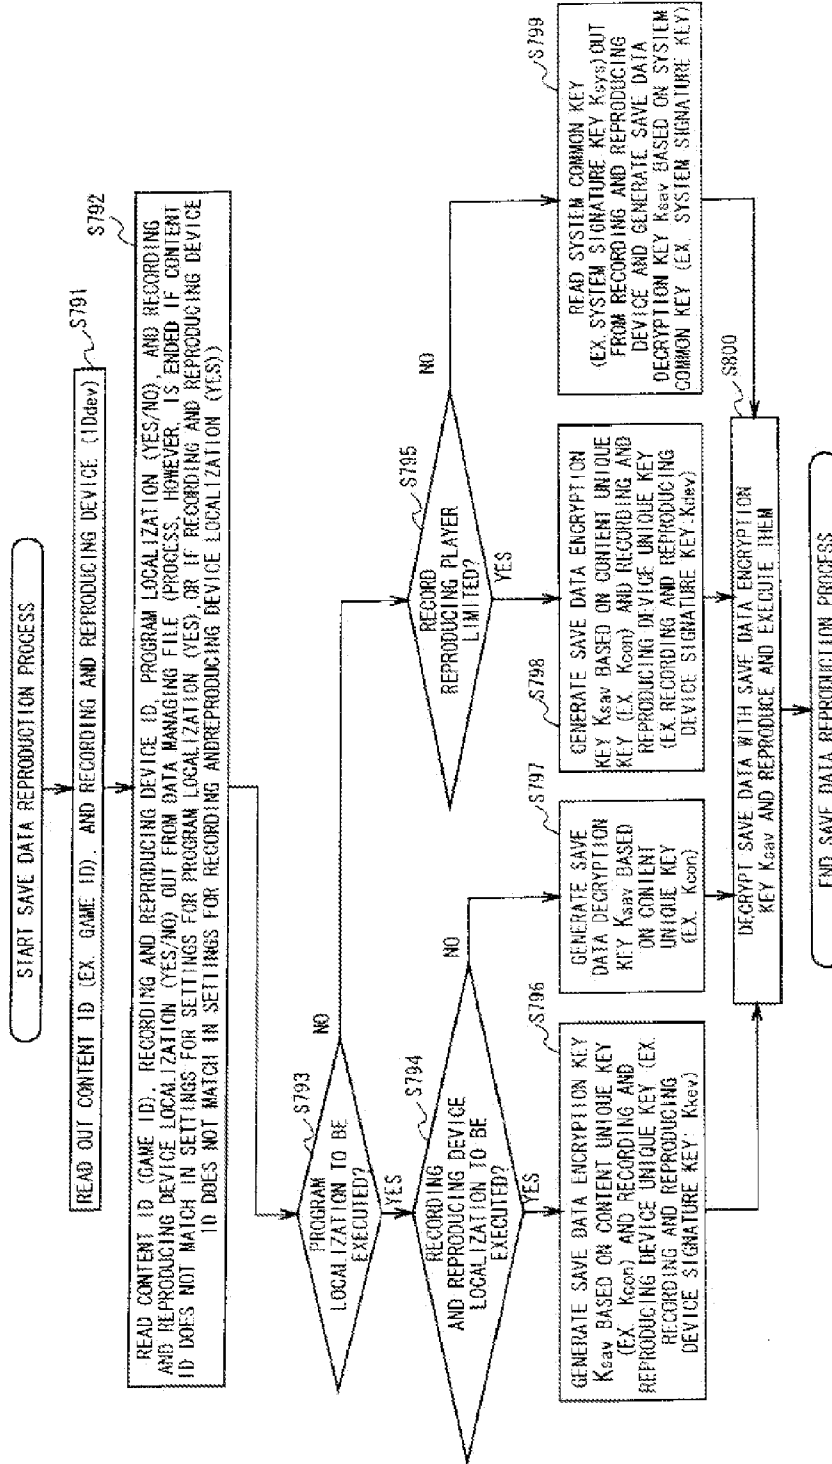 START SAVE DATA REPRODUCTION PROCESS
S791
READ OUT CONTENT ID (EX. GAME ID), AND RECORDING AND REPRODUCING DEVICE (IDdev)
S792
READ CONTENT ID (GAME ID), RECORDING AND REPRODUCING DEVICE ID, PROGRAM LOCALIZATION (YES/NO), AND RECORDING
AND REPRODUCING DEVICE LOCALIZATION (YES/NO) OUT FROM DATA MANAGING FILE (PROCESS, HOWEVER, IS ENDED IF CONTENT
ID DOES NOT MATCH IN SETTINGS FOR SETTINGS FOR PROGRAM LOCALIZATION (YES), OR IF RECORDING AND REPRODUCING DEVICE
ID DOES NOT MATCH IN SETTINGS FOR RECORDING ANDREPRODUCING DEVICE LOCALIZATION (YES))
S793
PROGRAM
LOCALIZATION TO BE
EXECUTED?
NO
YES
S794
RECORDING
AND REPRODUCING DEVICE
LOCALIZATION TO BE
EXECUTED?
NO
YES
S795
RECORD
REPRODUCING PLAYER
LIMITED?
NO
YES
S796
GENERATE SAVE DATA ENCRYPTION KEY
Ksav BASED ON CONTENT UNIQUE KEY
(EX. Kcon) AND RECORDING AND
REPRODUCING DEVICE UNIQUE KEY (EX.
RECORDING AND REPRODUCING
DEVICE SIGNATURE KEY: Kkev)
S797
GENERATE SAVE
DATA DECRYPTION
KEY Ksav BASED
ON CONTENT
UNIQUE KEY
(EX. Kcon)
S798
GENERATE SAVE DATA ENCRYPTION
KEY Ksav BASED ON CONTENT UNIQUE
KEY (EX. Kcon) AND RECORDING AND
REPRODUCING DEVICE UNIQUE KEY
(EX.RECORDING AND REPRODUCING
DEVICE SIGNATURE KEY:Kdev)
S799
READ SYSTEM COMMON KEY
(EX.SYSTEM SIGNATURE KEY Ksys)OUT
FROM RECORDING AND REPRODUCING
DEVICE AND GENERATE SAVE DATA
DECRYPTION KEY Ksav BASED ON SYSTEM
COMMON KEY (EX. SYSTEM SIGNATURE KEY)
S800
DECRYPT SAVE DATA WITH SAVE DATA ENCRYPTION
KEY Ksav AND REPRODUCE AND EXECUTE THEM
END SAVE DATA REPRODUCTION PROCESS